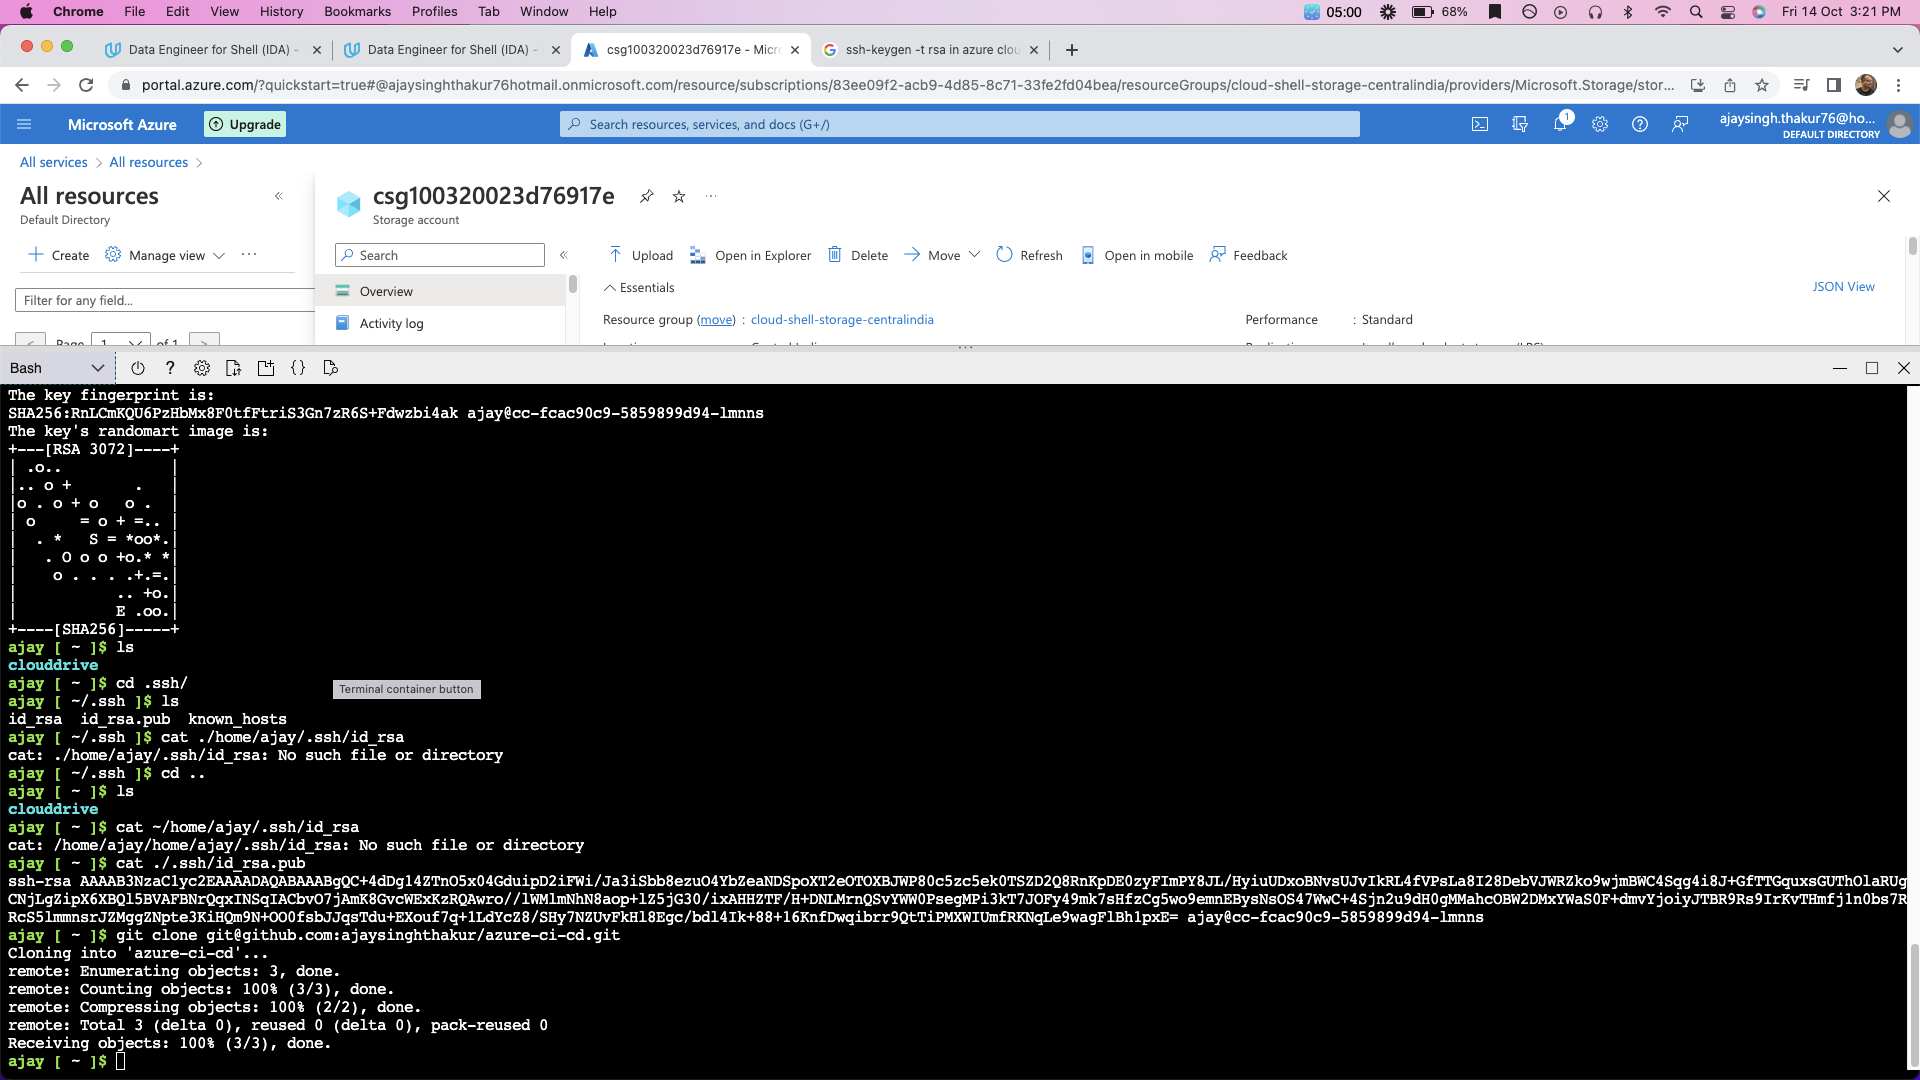 Chrome File Edit View History Bookmarks Profiles Tab Window Help 05:00 68% Fri 14 Oct 3:21 PM
Data Engineer for Shell (IDA) - Data Engineer for Shell (IDA) - csg100320023d76917e - Micr ssh-keygen -t rsa in azure clou
portal.azure.com/?quickstart=true#@ajaysinghthakur76hotmail.onmicrosoft.com/resource/subscriptions/83ee09f2-acb9-4d85-8c71-33fe2fd04bea/resourceGroups/cloud-shell-storage-centralindia/providers/Microsoft.Storage/stor...
Microsoft Azure Upgrade Search resources, services, and docs (G+/) 1 ajaysingh.thakur76@ho...
DEFAULT DIRECTORY
All services > All resources >
All resources
Default Directory
csg100320023d76917e
Storage account
Create Manage view ...
Search
Upload Open in Explorer Delete Move Refresh Open in mobile Feedback
Filter for any field...
Overview
Essentials JSON View
Activity log
Resource group (move) : cloud-shell-storage-centralindia Performance : Standard
Page 1 of 1
Bash
The key fingerprint is:
SHA256:RnLCmKQU6PzHbMx8F0tfFtriS3Gn7zR6S+Fdwzbi4ak ajay@cc-fcac90c9-5859899d94-lmnns
The key's randomart image is:
+---[RSA 3072]----+
| .o..            |
|.. o +       .   |
|o . o + o   o .  |
| o     = o + =.. |
|  . *   S = *oo*.|
|   . O o o +o.* *|
|    o . . . .+.=.|
|           .. +o.|
|           E .oo.|
+----[SHA256]-----+
ajay [ ~ ]$ ls
clouddrive
ajay [ ~ ]$ cd .ssh/
Terminal container button
ajay [ ~/.ssh ]$ ls
id_rsa  id_rsa.pub  known_hosts
ajay [ ~/.ssh ]$ cat ./home/ajay/.ssh/id_rsa
cat: ./home/ajay/.ssh/id_rsa: No such file or directory
ajay [ ~/.ssh ]$ cd ..
ajay [ ~ ]$ ls
clouddrive
ajay [ ~ ]$ cat ~/home/ajay/.ssh/id_rsa
cat: /home/ajay/home/ajay/.ssh/id_rsa: No such file or directory
ajay [ ~ ]$ cat ./.ssh/id_rsa.pub
ssh-rsa AAAAB3NzaC1yc2EAAAADAQABAAABgQC+4dDg14ZTnO5x04GduipD2iFWi/Ja3iSbb8ezuO4YbZeaNDSpoXT2eOTOXBJWP80c5zc5ek0TSZD2Q8RnKpDE0zyFImPY8JL/HyiuUDxoBNvsUJvIkRL4fVPsLa8I28DebVJWRZko9wjmBWC4Sqg4i8J+GfTTGquxsGUThOlaRUg
CNjLgZipX6XBQl5BVAFBNrQqxINSqIACbvO7jAmK8GvcWExKzRQAwro//lWMlmNhN8aop+lZ5jG30/ixAHHZTF/H+DNLMrnQSvYWW0PsegMPi3kT7JOFy49mk7sHfzCg5wo9emnEBysNsOS47WwC+4Sjn2u9dH0gMMahcOBW2DMxYWaS0F+dmvYjoiyJTBR9Rs9IrKvTHmfj1n0bs7R
RcS5lmmnsrJZMggZNpte3KiHQm9N+OO0fsbJJqsTdu+EXouf7q+1LdYcZ8/SHy7NZUvFkHl8Egc/bdl4Ik+88+16KnfDwqibrr9QtTiPMXWIUmfRKNqLe9wagFlBh1pxE= ajay@cc-fcac90c9-5859899d94-lmnns
ajay [ ~ ]$ git clone git@github.com:ajaysinghthakur/azure-ci-cd.git
Cloning into 'azure-ci-cd'...
remote: Enumerating objects: 3, done.
remote: Counting objects: 100% (3/3), done.
remote: Compressing objects: 100% (2/2), done.
remote: Total 3 (delta 0), reused 0 (delta 0), pack-reused 0
Receiving objects: 100% (3/3), done.
ajay [ ~ ]$